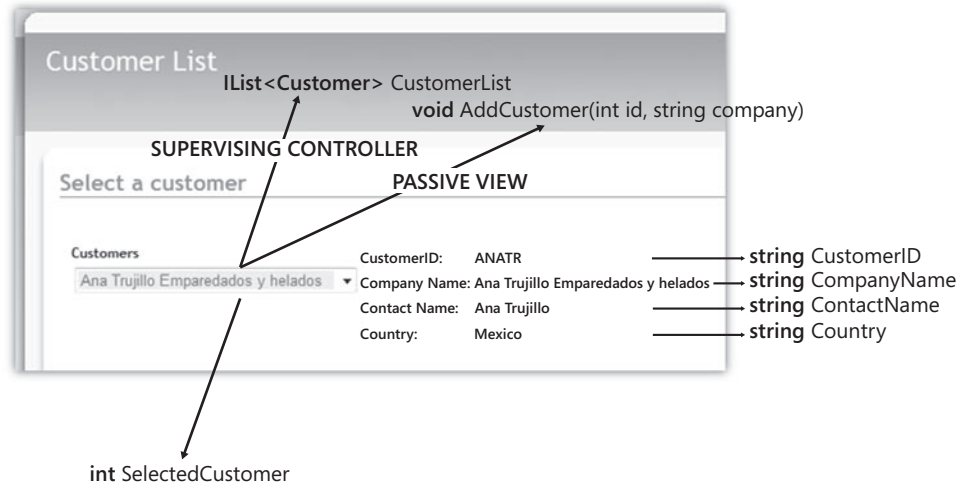 Customer List
IList<Customer> CustomerList
void AddCustomer(int id, string company)
SUPERVISING CONTROLLER
Select a customer
PASSIVE VIEW
Customers
Ana Trujillo Emparedados y helados
CustomerID: ANATR
string CustomerID
Company Name: Ana Trujillo Emparedados y helados
string CompanyName
Contact Name: Ana Trujillo
string ContactName
Country: Mexico
string Country
int SelectedCustomer